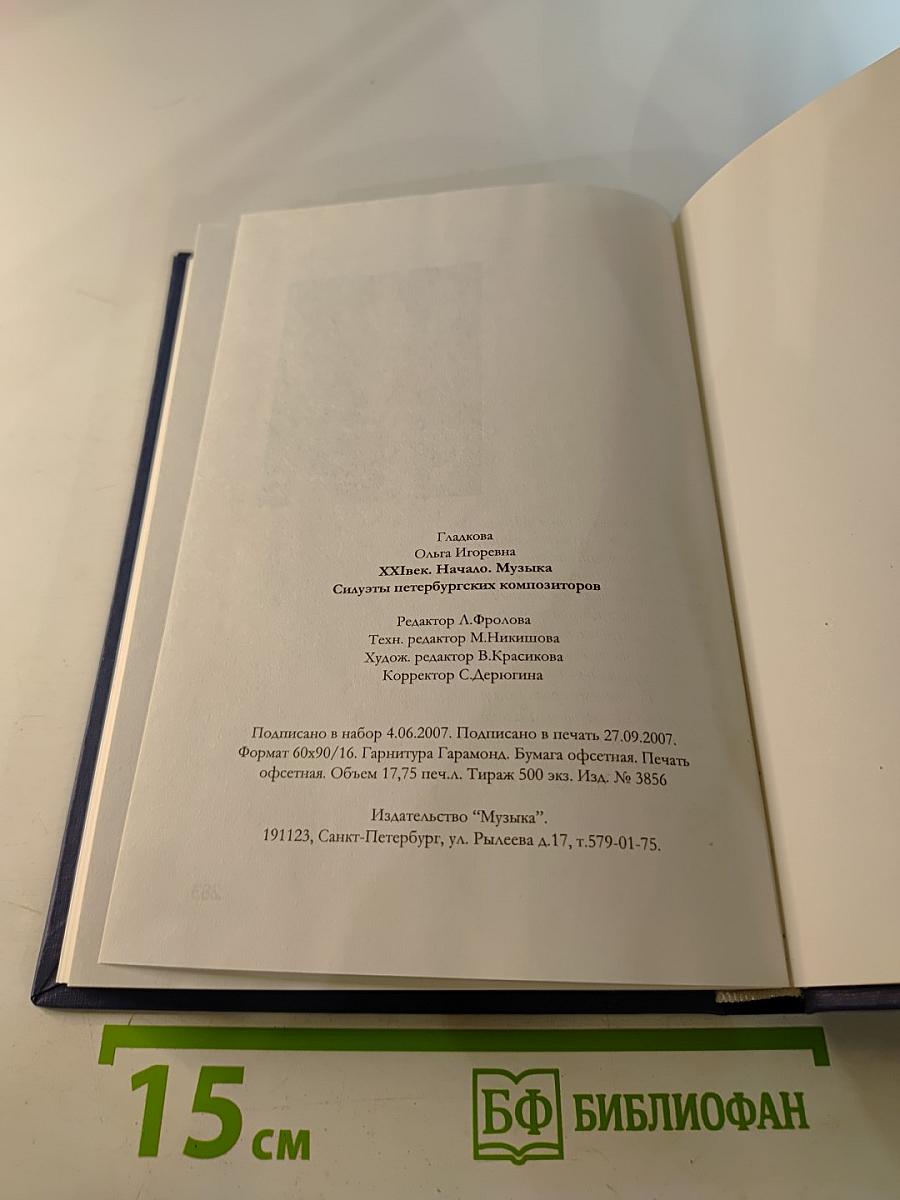 Гладкова
Ольга Игоревна
XXIвек. Начало. Музыка
Силуэты петербургских композиторов
Редактор Л.Фролова
Техн. редактор М.Никишова
Худож. редактор В.Красикова
Корректор С.Дерюгина
Подписано в набор 4.06.2007. Подписано в печать 27.09.2007.
Формат 60x90/16. Гарнитура Гарамонд. Бумага офсетная. Печать
офсетная. Объем 17,75 печ.л. Тираж 500 экз. Изд. № 3856
Издательство “Музыка”.
191123, Санкт-Петербург, ул. Рылеева д.17, т.579-01-75.
15 см
БФ БИБЛИОФАН